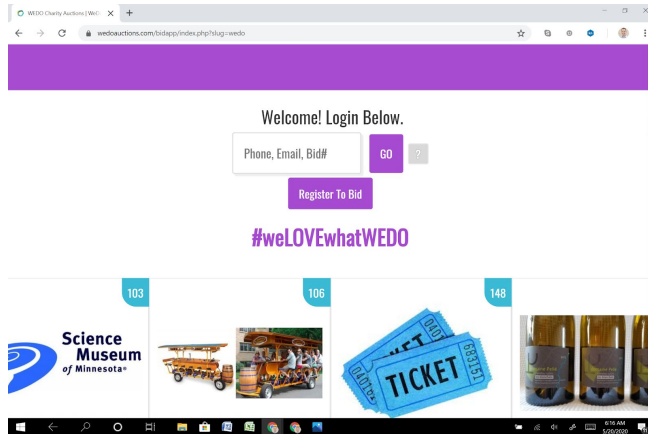 WEDO Charity Auctions | WeD
wedoauctions.com/bidapp/index.php?slug=wedo
Welcome! Login Below.
Phone, Email, Bid#
GO
?
Register To Bid
#weLOVEwhatWEDO
103
106
148
Science
Museum
of Minnesota
TICKET
683151
6:16 AM
5/20/2020